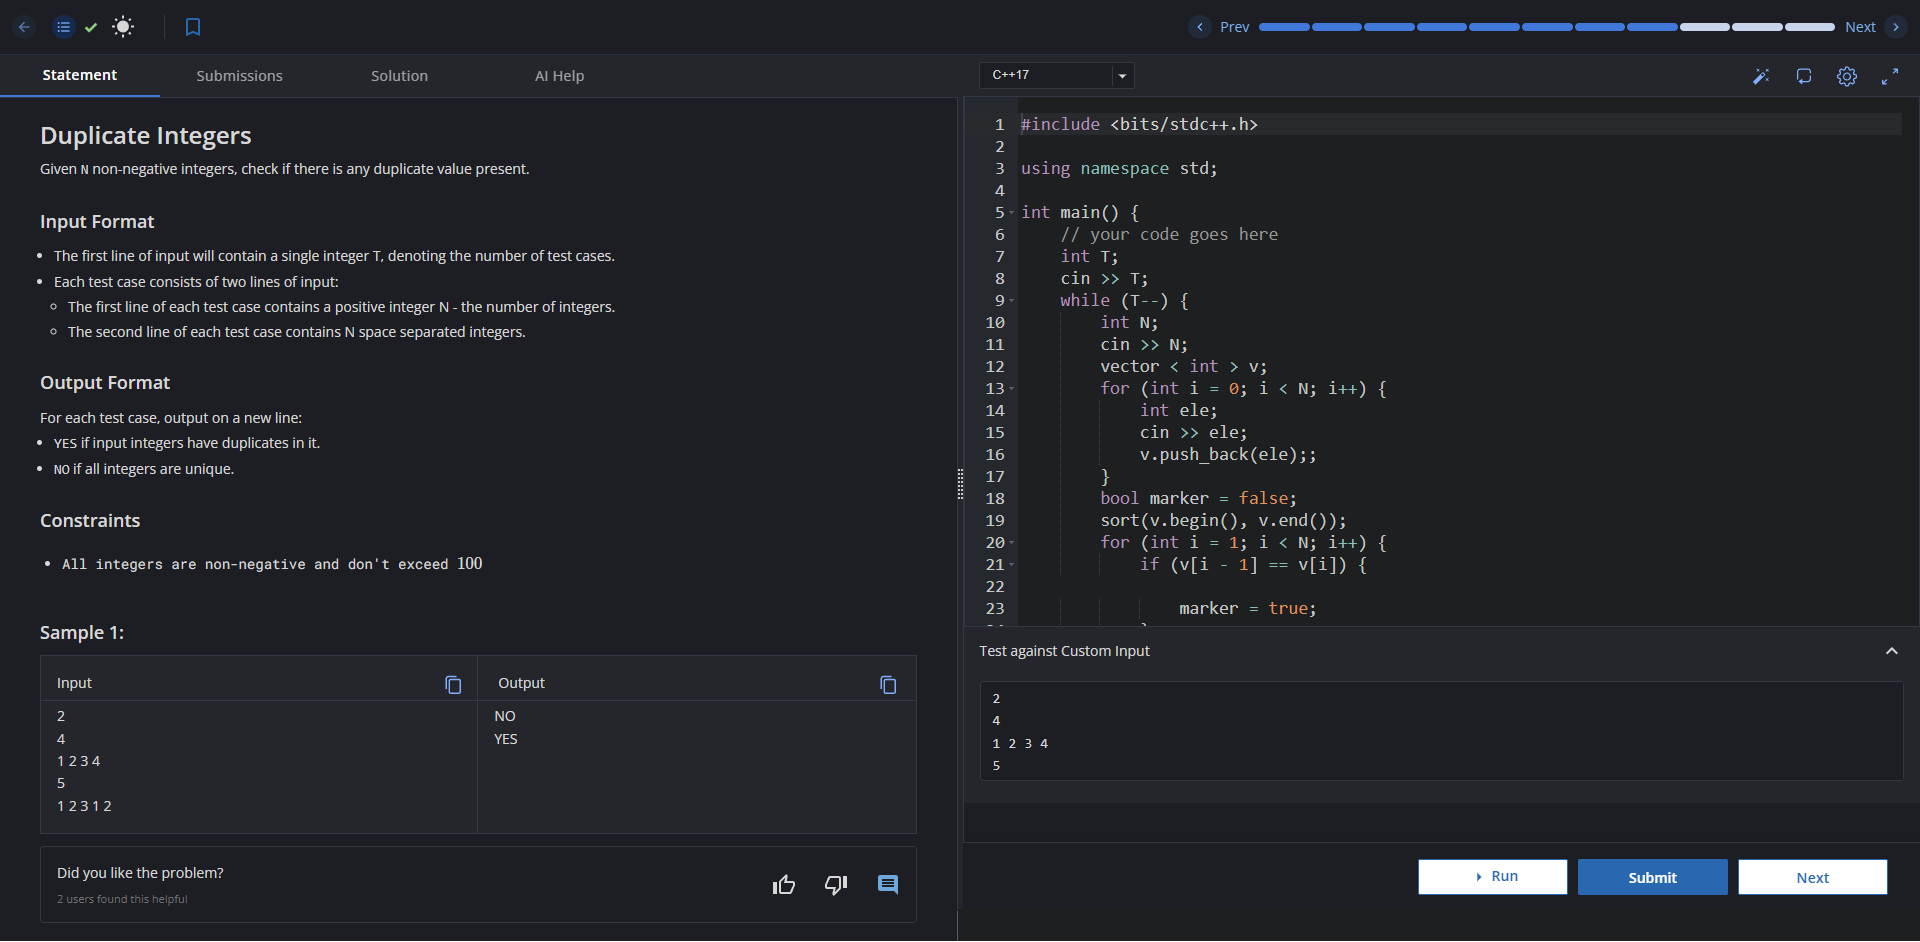 Prev
Next
Statement
Submissions
Solution
AI Help
Duplicate Integers
Given N non-negative integers, check if there is any duplicate value present.
Input Format
The first line of input will contain a single integer T, denoting the number of test cases.
Each test case consists of two lines of input:
The first line of each test case contains a positive integer N - the number of integers.
The second line of each test case contains N space separated integers.
Output Format
For each test case, output on a new line:
YES if input integers have duplicates in it.
NO if all integers are unique.
Constraints
All integers are non-negative and don't exceed 100
Sample 1:
Input
2
4
1 2 3 4
5
1 2 3 1 2
Output
NO
YES
Did you like the problem?
2 users found this helpful
C++17
1 #include <bits/stdc++.h>
2
3 using namespace std;
4
5 int main() {
6     // your code goes here
7     int T;
8     cin >> T;
9     while (T--) {
10         int N;
11         cin >> N;
12         vector < int > v;
13         for (int i = 0; i < N; i++) {
14             int ele;
15             cin >> ele;
16             v.push_back(ele);;
17         }
18         bool marker = false;
19         sort(v.begin(), v.end());
20         for (int i = 1; i < N; i++) {
21             if (v[i - 1] == v[i]) {
22
23                 marker = true;
Test against Custom Input
2
4
1 2 3 4
5
Run
Submit
Next